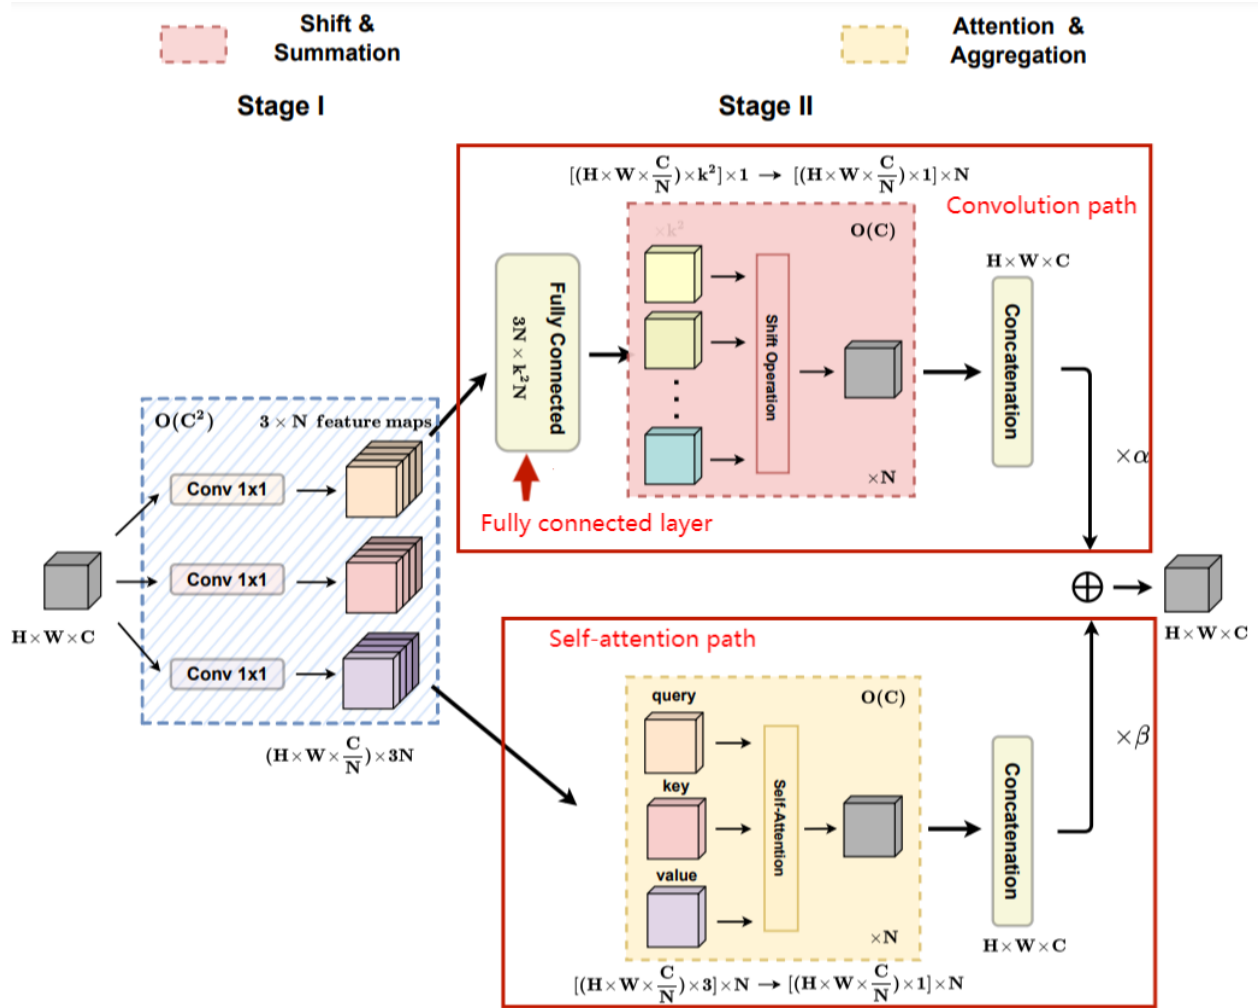 Shift &
Summation
Attention &
Aggregation
Stage I
Stage II
[(H×W×C/N)×k²]×1 → [(H×W×C/N)×1]×N
Convolution path
×k²
O(C)
H×W×C
Fully Connected
3N × k²N
Shift Operation
Concatenation
×N
×α
Fully connected layer
O(C²)
3 × N feature maps
Conv 1x1
Conv 1x1
Conv 1x1
H×W×C
(H×W×C/N)×3N
H×W×C
Self-attention path
query
O(C)
key
value
Self-Attention
×N
Concatenation
H×W×C
×β
[(H×W×C/N)×3]×N → [(H×W×C/N)×1]×N